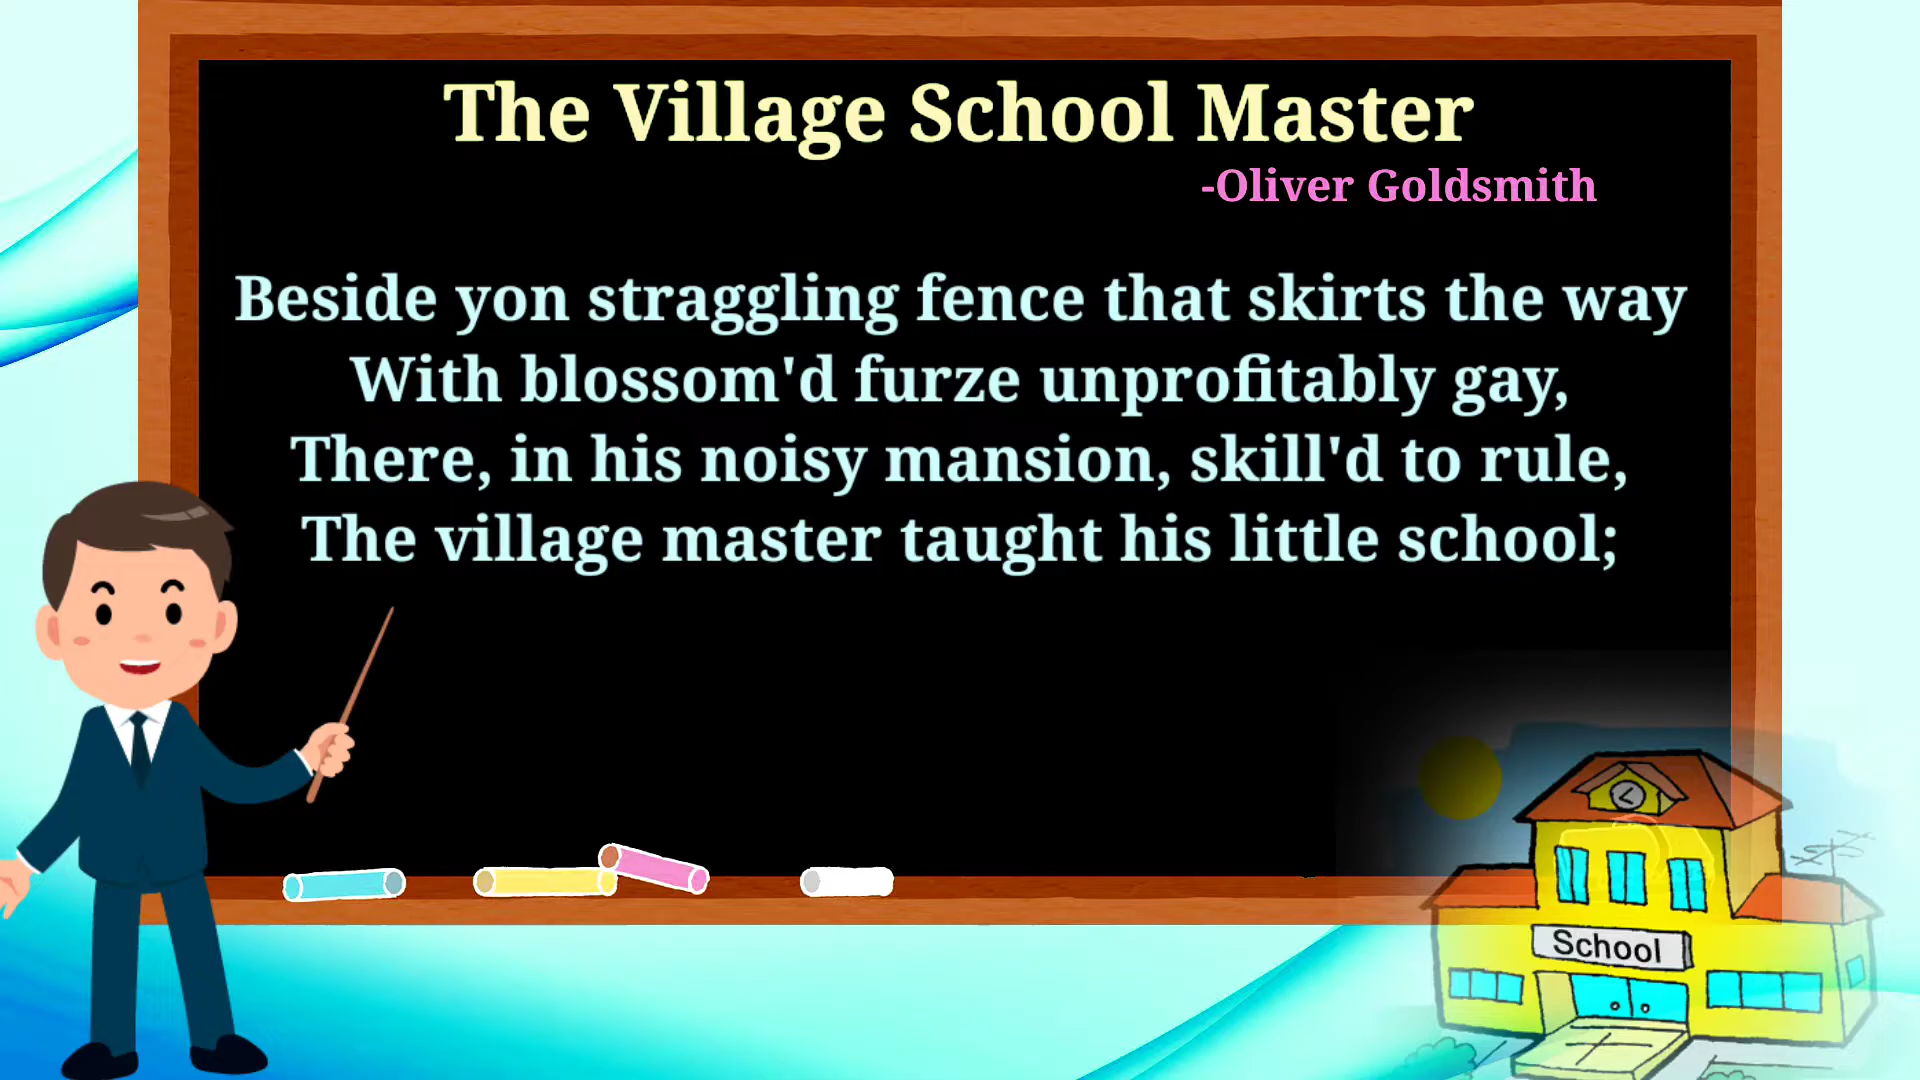 The Village School Master
-Oliver Goldsmith
Beside yon straggling fence that skirts the way
With blossom'd furze unprofitably gay,
There, in his noisy mansion, skill'd to rule,
The village master taught his little school;
School